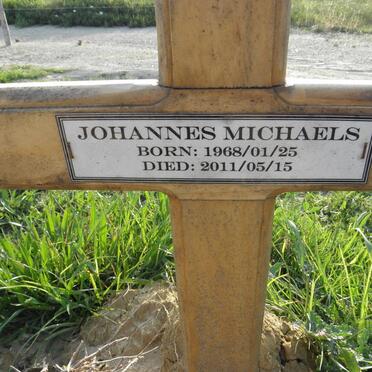 JOHANNES MICHAELS
BORN: 1968/01/25
DIED: 2011/05/15